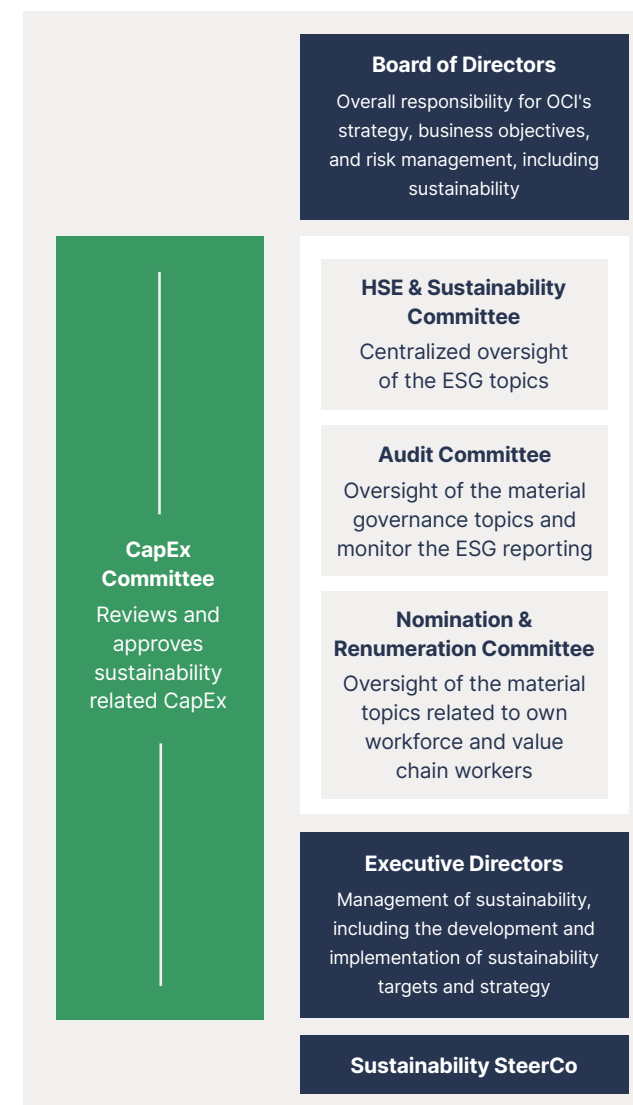 Board of Directors
Overall responsibility for OCI's
strategy, business objectives,
and risk management, including
sustainability
CapEx
Committee
Reviews and
approves
sustainability
related CapEx
HSE & Sustainability
Committee
Centralized oversight
of the ESG topics
Audit Committee
Oversight of the material
governance topics and
monitor the ESG reporting
Nomination &
Renumeration Committee
Oversight of the material
topics related to own
workforce and value
chain workers
Executive Directors
Management of sustainability,
including the development and
implementation of sustainability
targets and strategy
Sustainability SteerCo